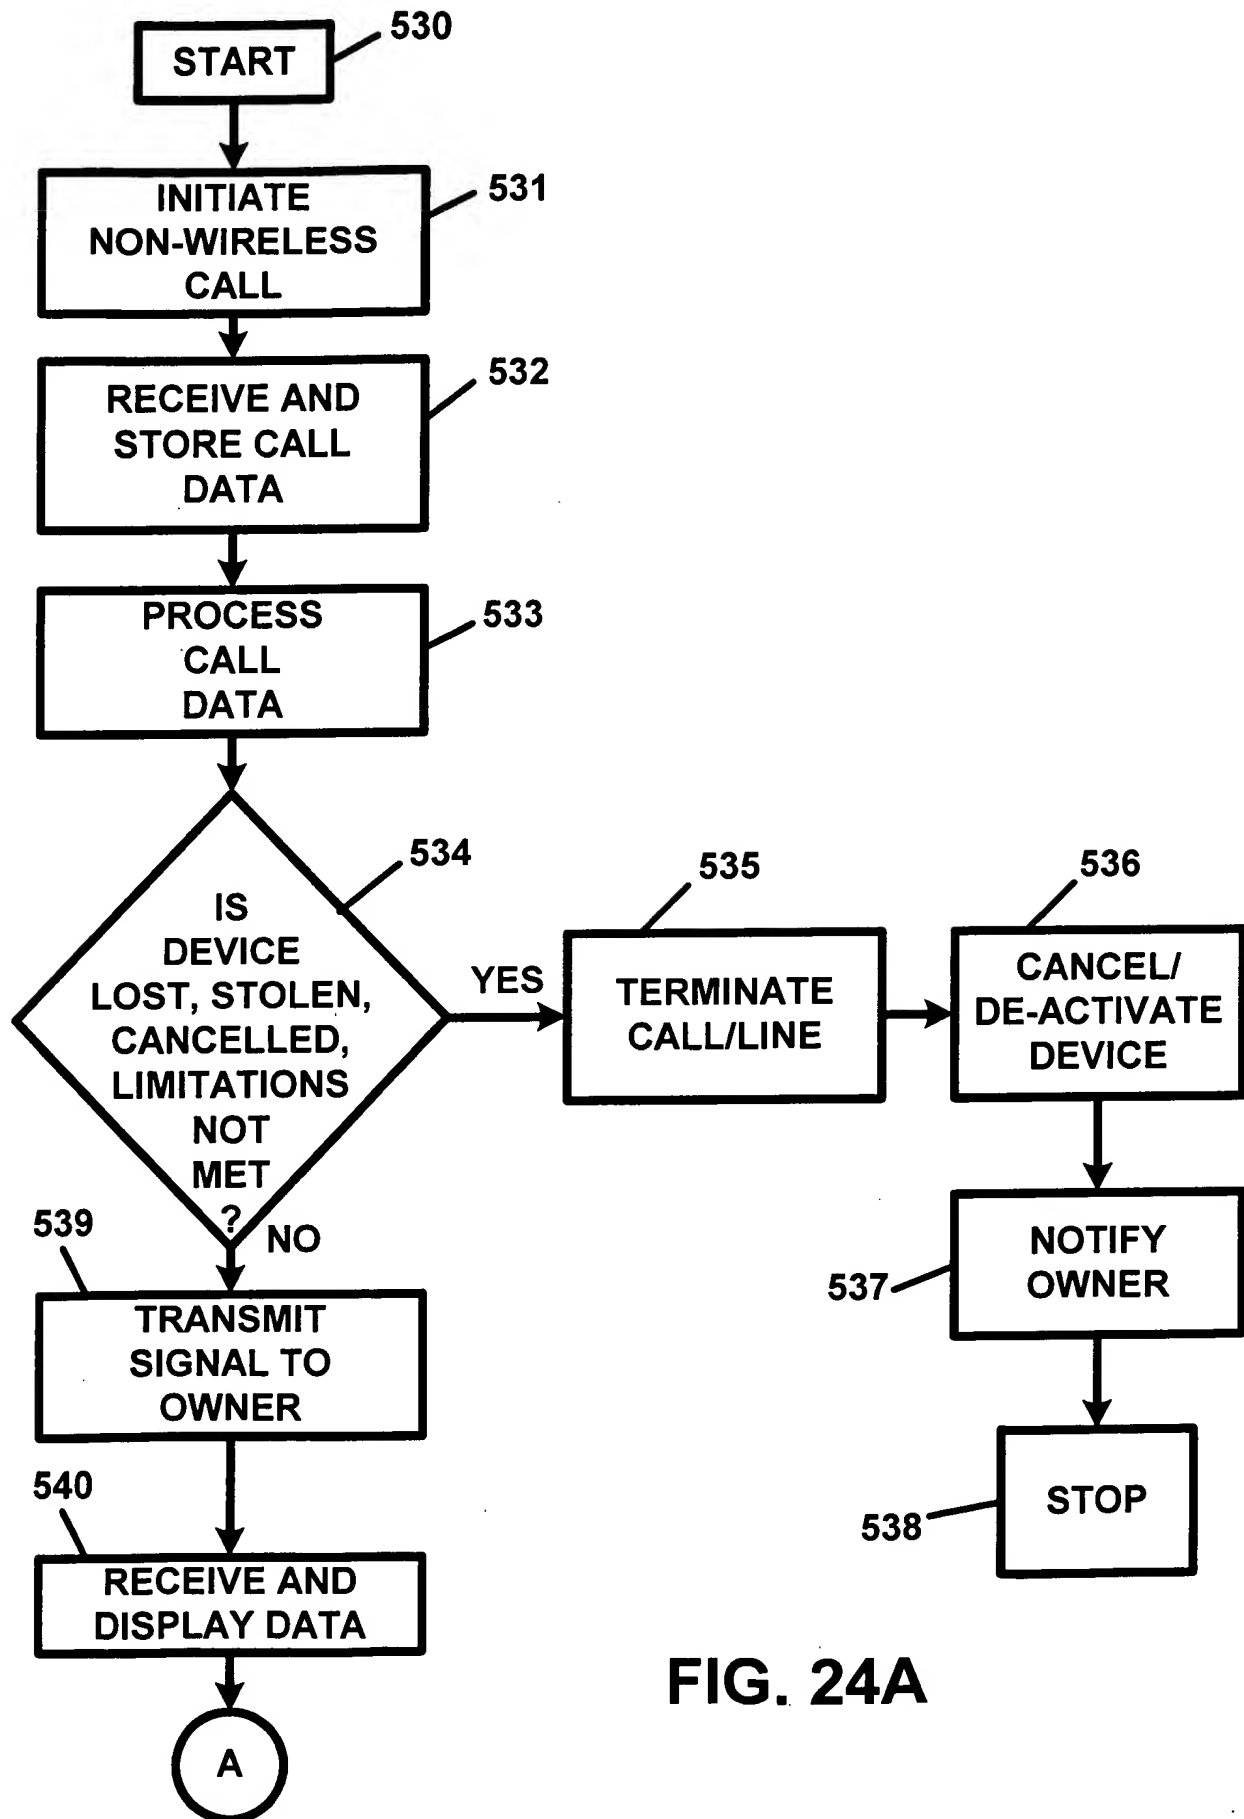 530
START
531
INITIATE
NON-WIRELESS
CALL
532
RECEIVE AND
STORE CALL
DATA
533
PROCESS
CALL
DATA
534
IS
DEVICE
LOST, STOLEN,
CANCELLED,
LIMITATIONS
NOT
MET
?
YES
NO
535
TERMINATE
CALL/LINE
536
CANCEL/
DE-ACTIVATE
DEVICE
537
NOTIFY
OWNER
538
STOP
539
TRANSMIT
SIGNAL TO
OWNER
540
RECEIVE AND
DISPLAY DATA
A
FIG. 24A